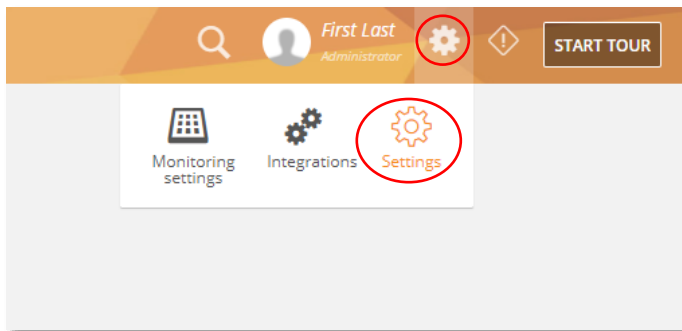 First Last
Administrator
START TOUR
Monitoring
settings
Integrations
Settings